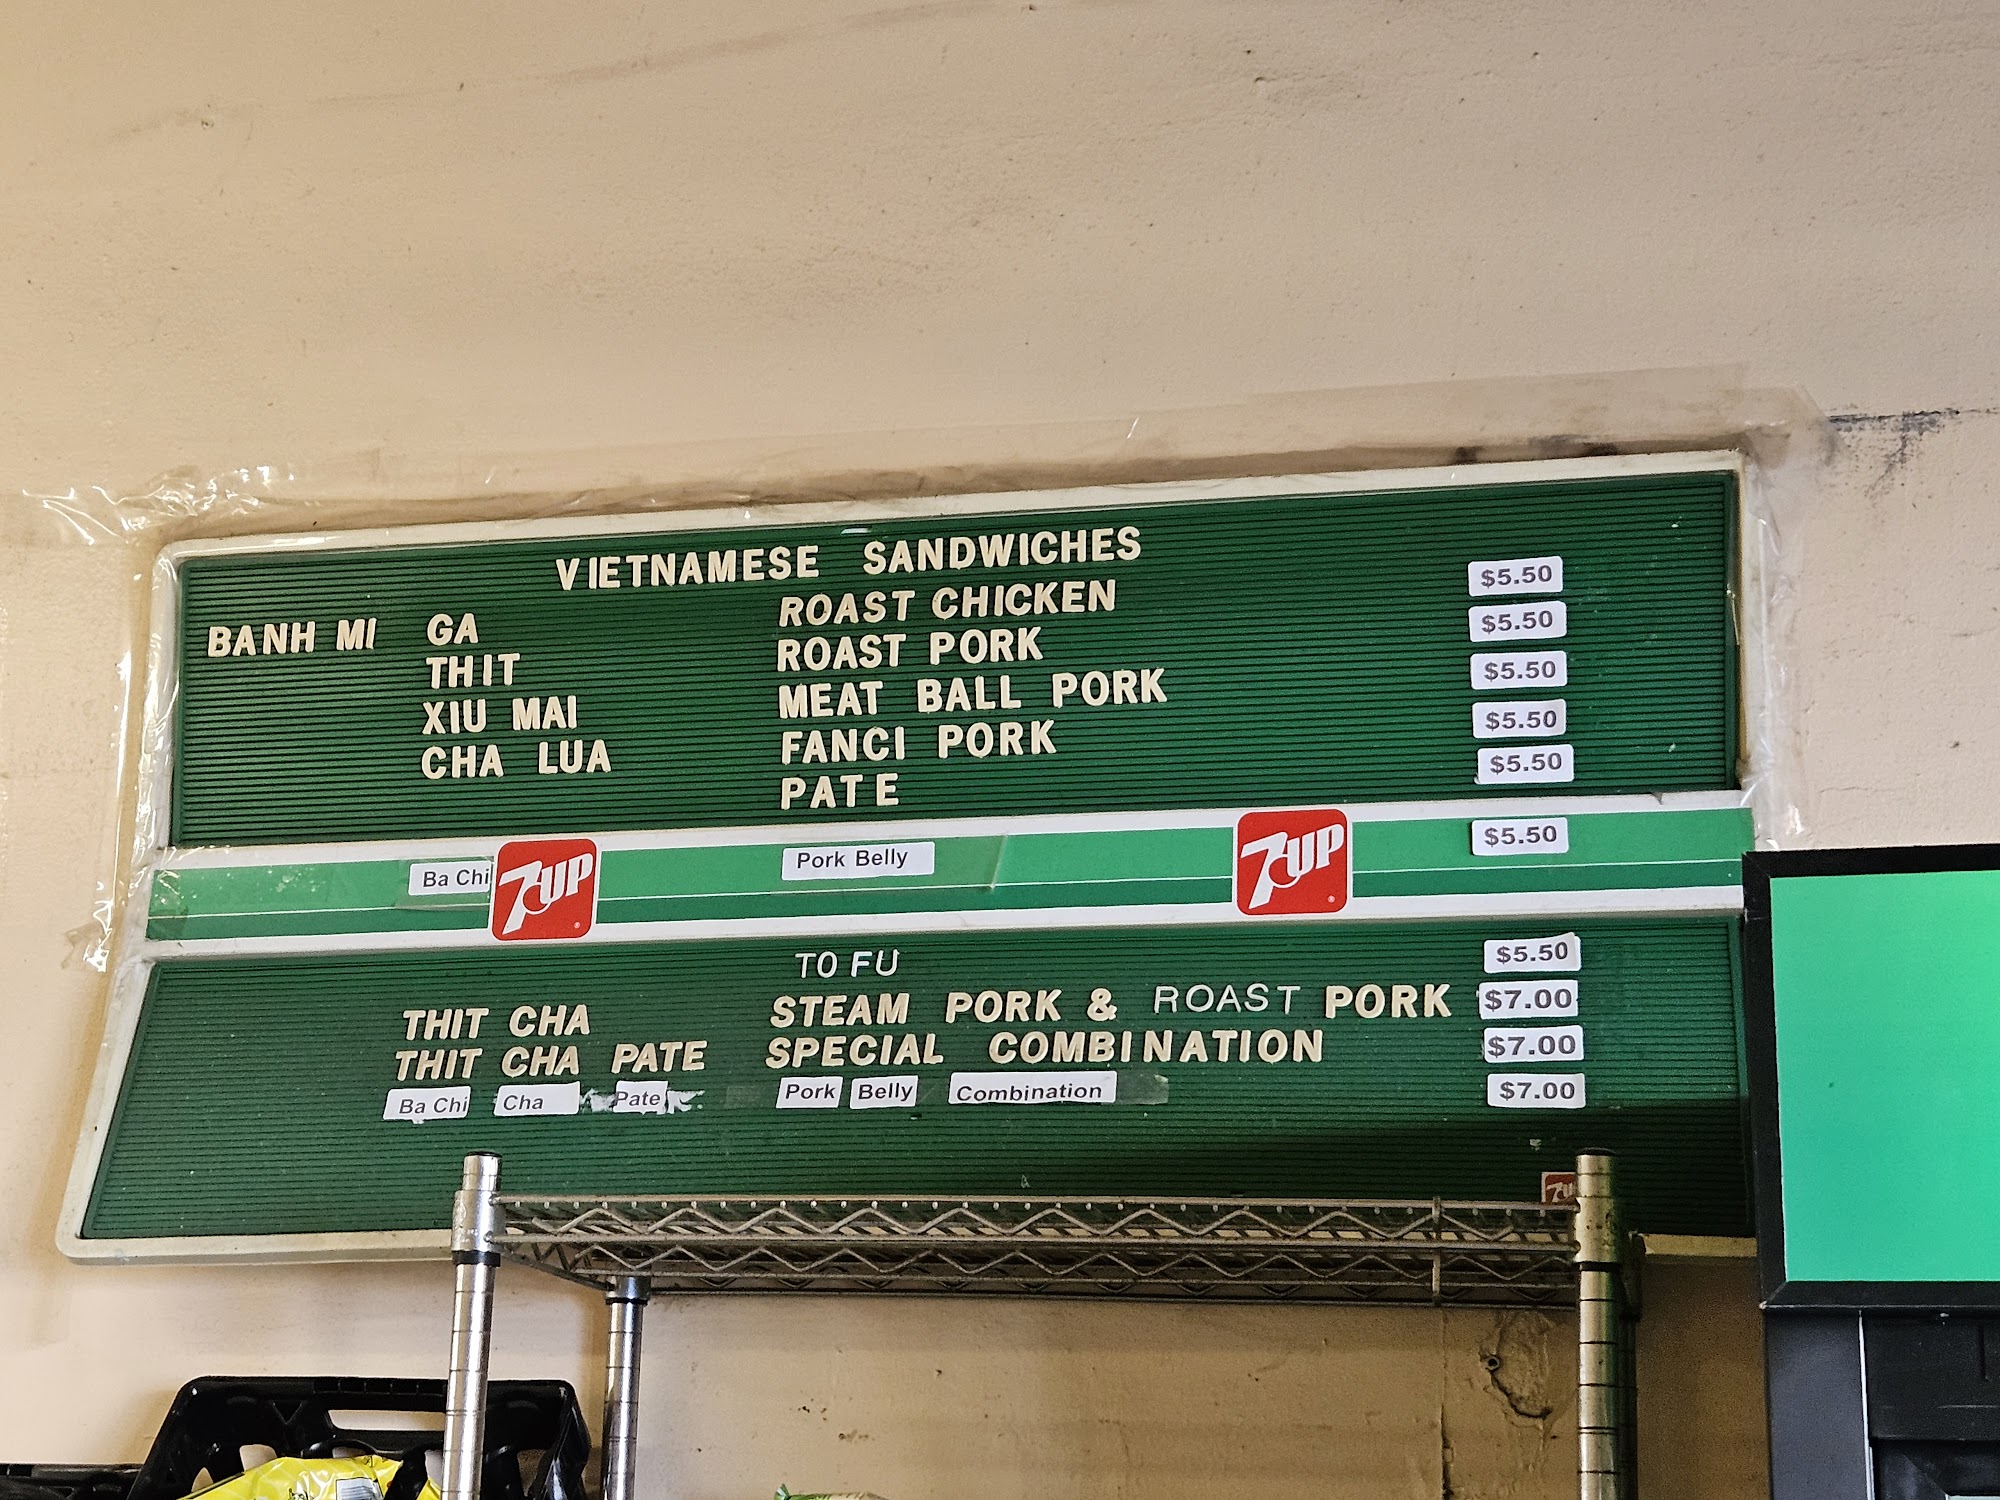 VIETNAMESE SANDWICHES
BANH MI GA ROAST CHICKEN $5.50
THIT ROAST PORK $5.50
XIU MAI MEAT BALL PORK $5.50
CHA LUA FANCI PORK $5.50
PATE $5.50
Ba Chi 7UP Pork Belly 7UP $5.50
TO FU $5.50
THIT CHA STEAM PORK & ROAST PORK $7.00
THIT CHA PATE SPECIAL COMBINATION $7.00
Ba Chi Cha Pate Pork Belly Combination $7.00